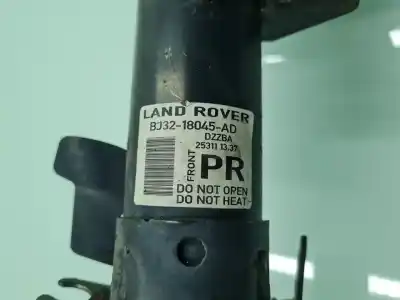 LAND ROVER
BJ32-18045-AD
DZZBA
25311 13.37
FRONT
PR
DO NOT OPEN
DO NOT HEAT